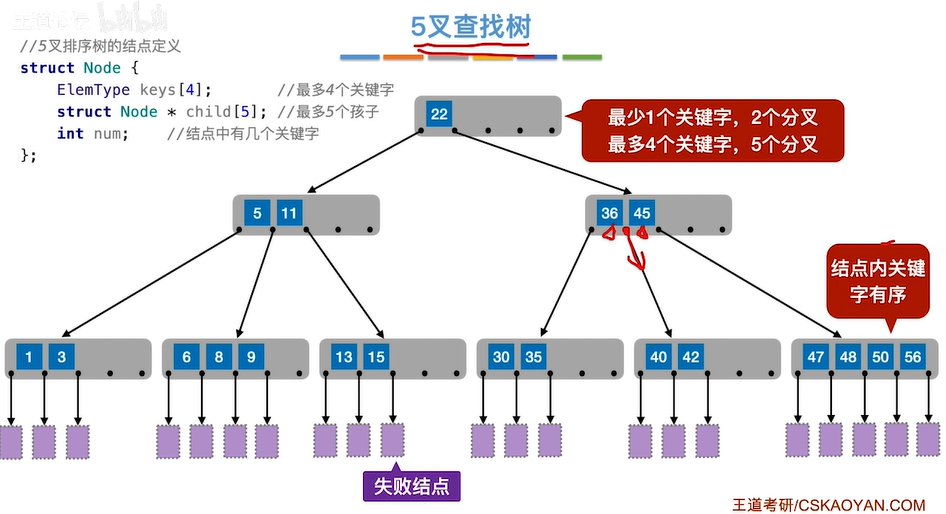 王道论坛 bilibili
5叉查找树
//5叉排序树的结点定义
struct Node {
ElemType keys[4]; //最多4个关键字
struct Node * child[5]; //最多5个孩子
int num; //结点中有几个关键字
};
22
最少1个关键字，2个分叉
最多4个关键字，5个分叉
5 11
36 45
结点内关键
字有序
1 3
6 8 9
13 15
30 35
40 42
47 48 50 56
失败结点
王道考研/CSKAOYAN.COM